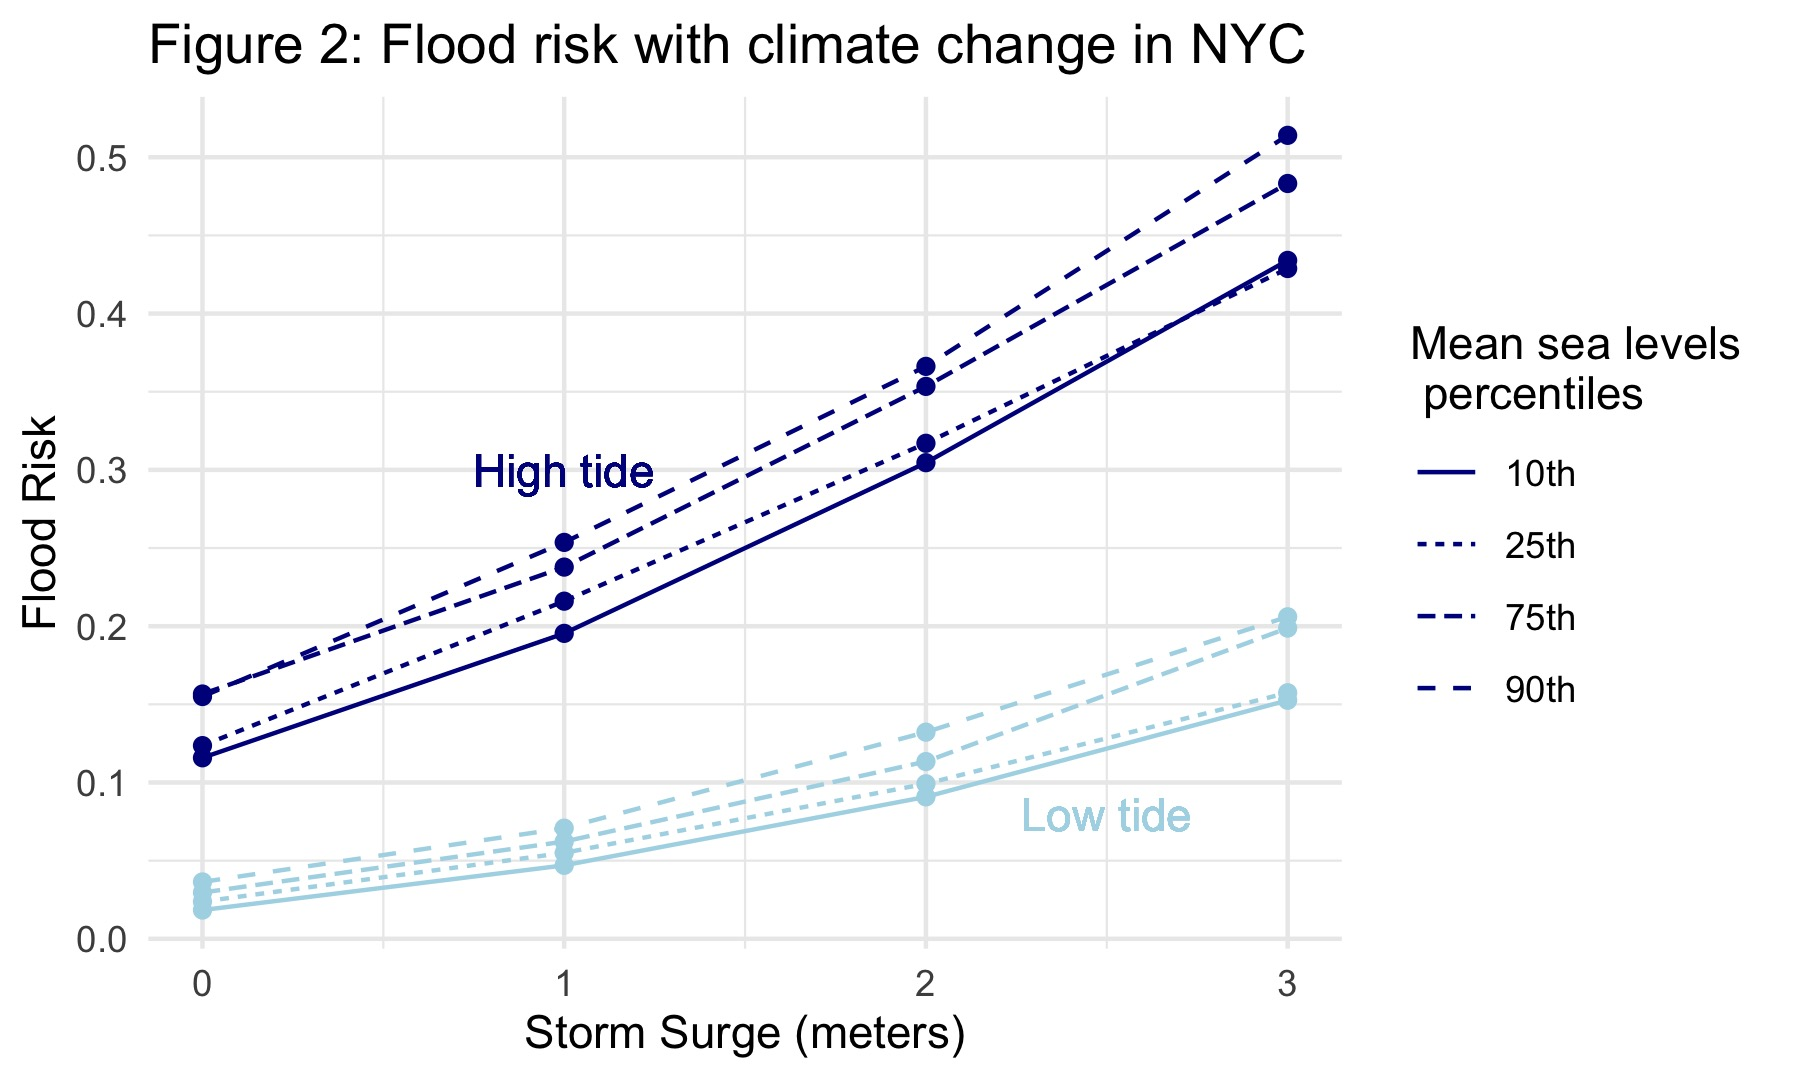 Figure 2: Flood risk with climate change in NYC
Flood Risk
0.5
0.4
0.3
0.2
0.1
0.0
High tide
Low tide
0 1 2 3
Storm Surge (meters)
Mean sea levels
percentiles
10th
25th
75th
90th